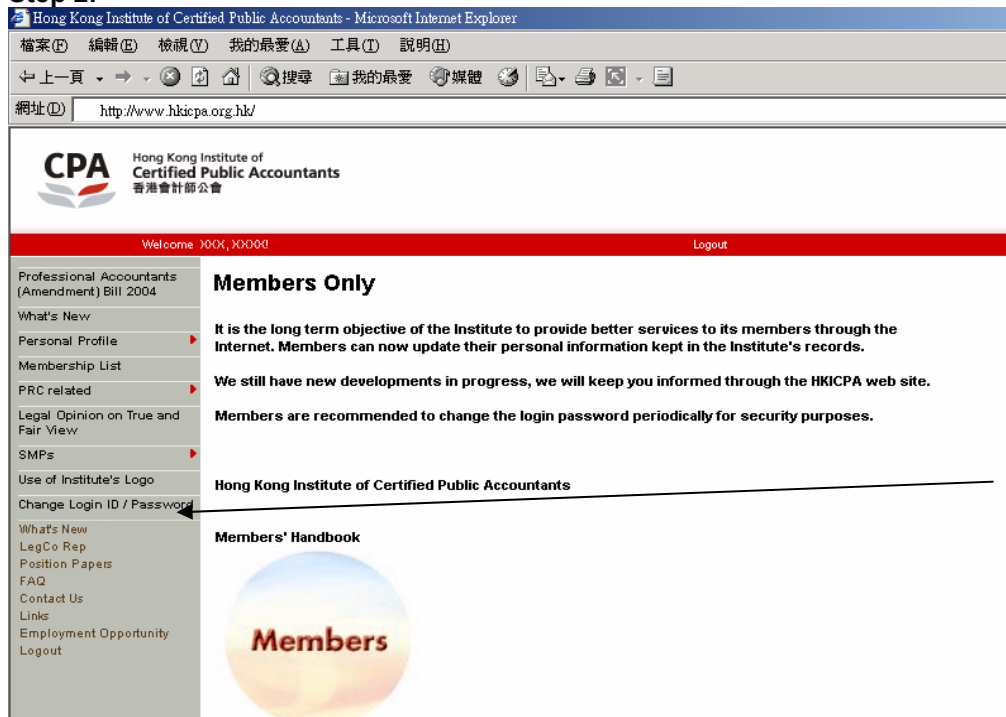 Step 2:
Hong Kong Institute of Certified Public Accountants - Microsoft Internet Explorer
檔案(F) 編輯(E) 檢視(V) 我的最愛(A) 工具(T) 說明(H)
上一頁 搜尋 我的最愛 媒體
網址(D) http://www.hkicpa.org.hk/
CPA
Hong Kong Institute of
Certified Public Accountants
香港會計師公會
Welcome XXX, XXXX! Logout
Professional Accountants
(Amendment) Bill 2004
What's New
Personal Profile
Membership List
PRC related
Legal Opinion on True and
Fair View
SMPs
Use of Institute's Logo
Change Login ID / Password
What's New
LegCo Rep
Position Papers
FAQ
Contact Us
Links
Employment Opportunity
Logout
Members Only
It is the long term objective of the Institute to provide better services to its members through the
Internet. Members can now update their personal information kept in the Institute's records.
We still have new developments in progress, we will keep you informed through the HKICPA web site.
Members are recommended to change the login password periodically for security purposes.
Hong Kong Institute of Certified Public Accountants
Members' Handbook
Members